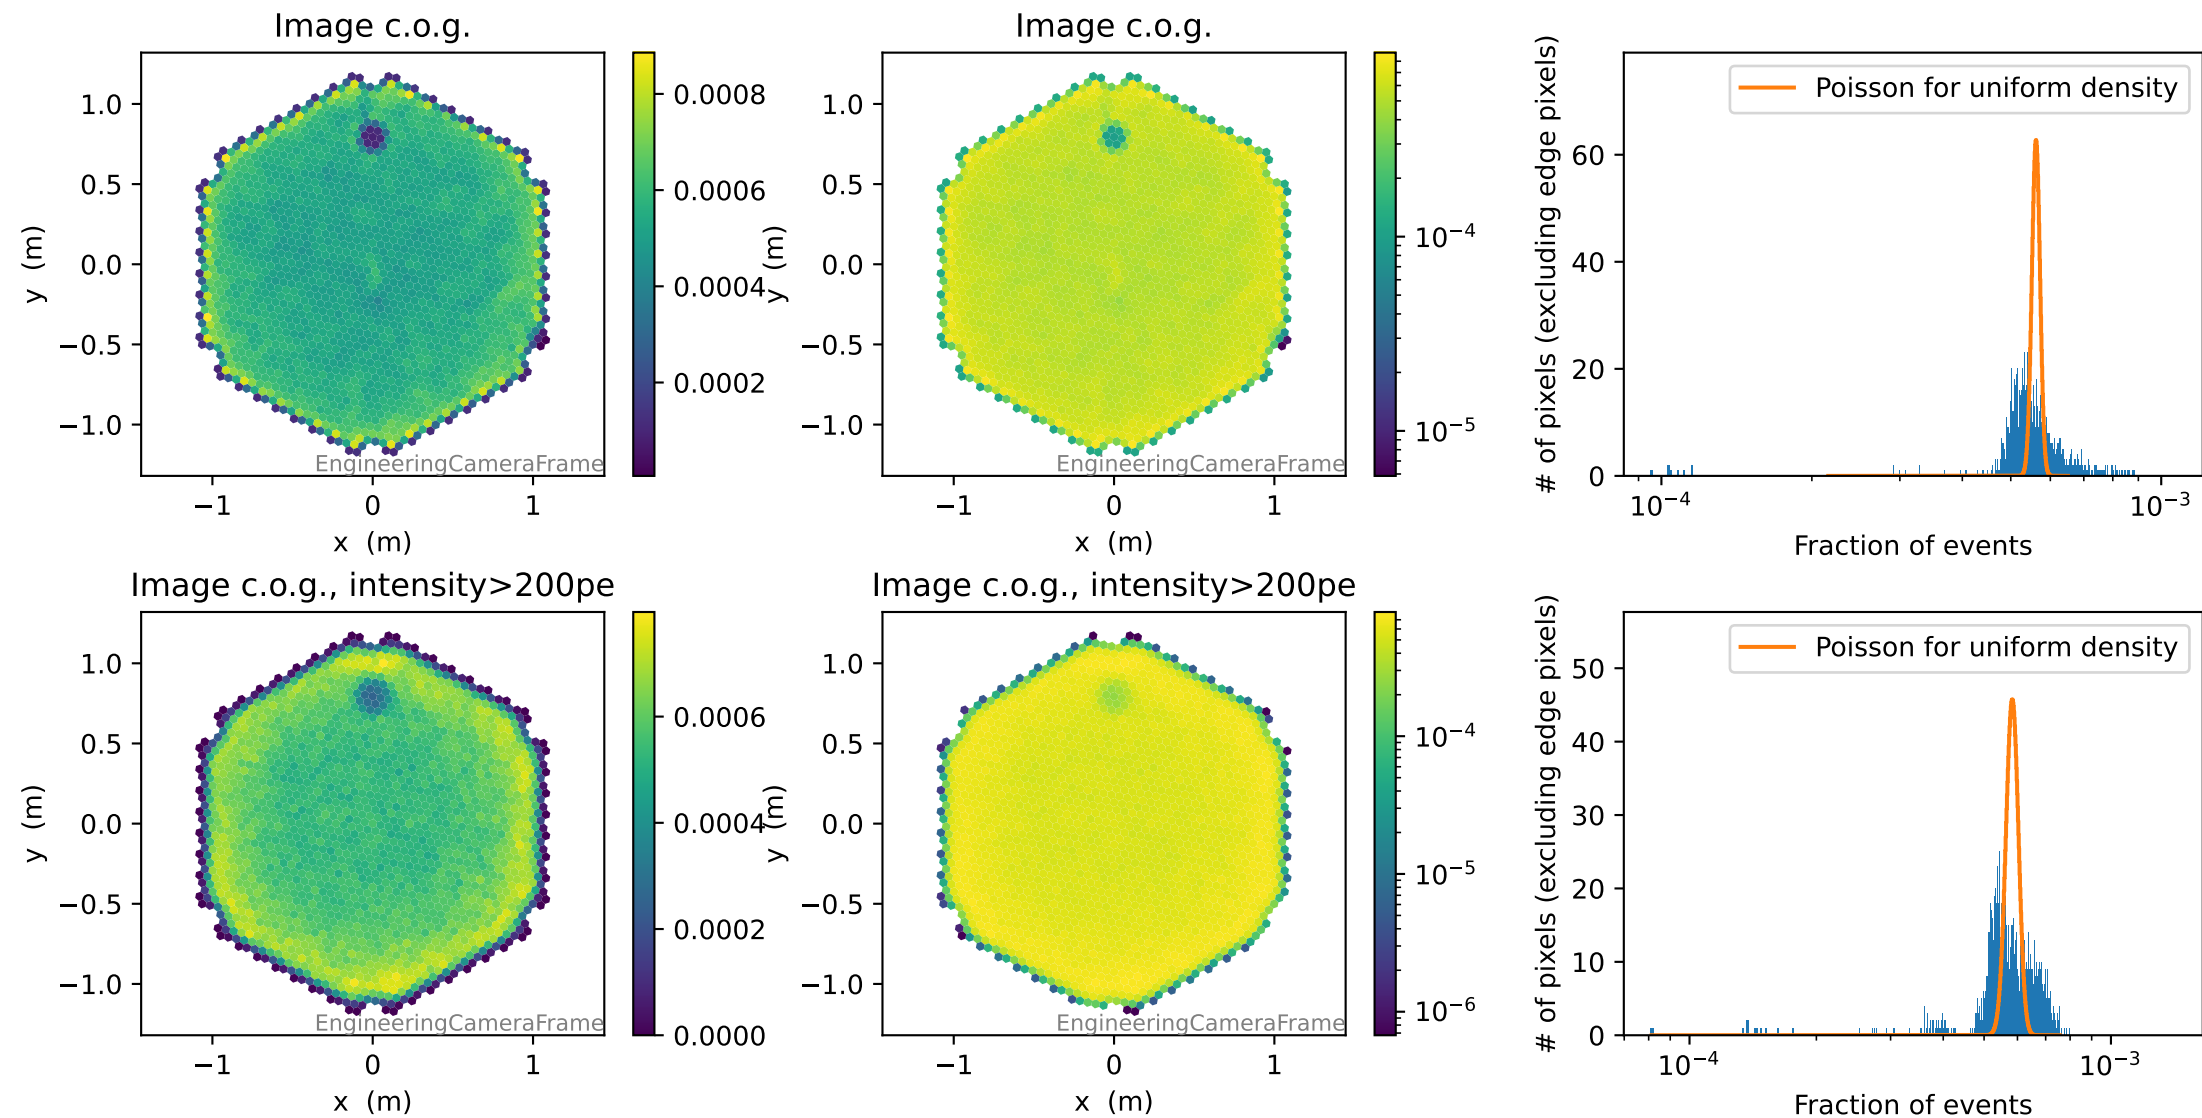 Image c.o.g.
1.0
0.5
0.0
−0.5
−1.0
y (m)
−1
0
1
x (m)
EngineeringCameraFrame
0.0008
0.0006
0.0004
0.0002
Image c.o.g.
1.0
0.5
0.0
−0.5
−1.0
y (m)
−1
0
1
x (m)
EngineeringCameraFrame
10−4
10−5
# of pixels (excluding edge pixels)
60
40
20
0
Poisson for uniform density
10−4
10−3
Fraction of events
Image c.o.g., intensity>200pe
1.0
0.5
0.0
−0.5
−1.0
y (m)
−1
0
1
x (m)
EngineeringCameraFrame
0.0006
0.0004
0.0002
0.0000
Image c.o.g., intensity>200pe
1.0
0.5
0.0
−0.5
−1.0
y (m)
−1
0
1
x (m)
EngineeringCameraFrame
10−4
10−5
10−6
# of pixels (excluding edge pixels)
50
40
30
20
10
0
Poisson for uniform density
10−4
10−3
Fraction of events